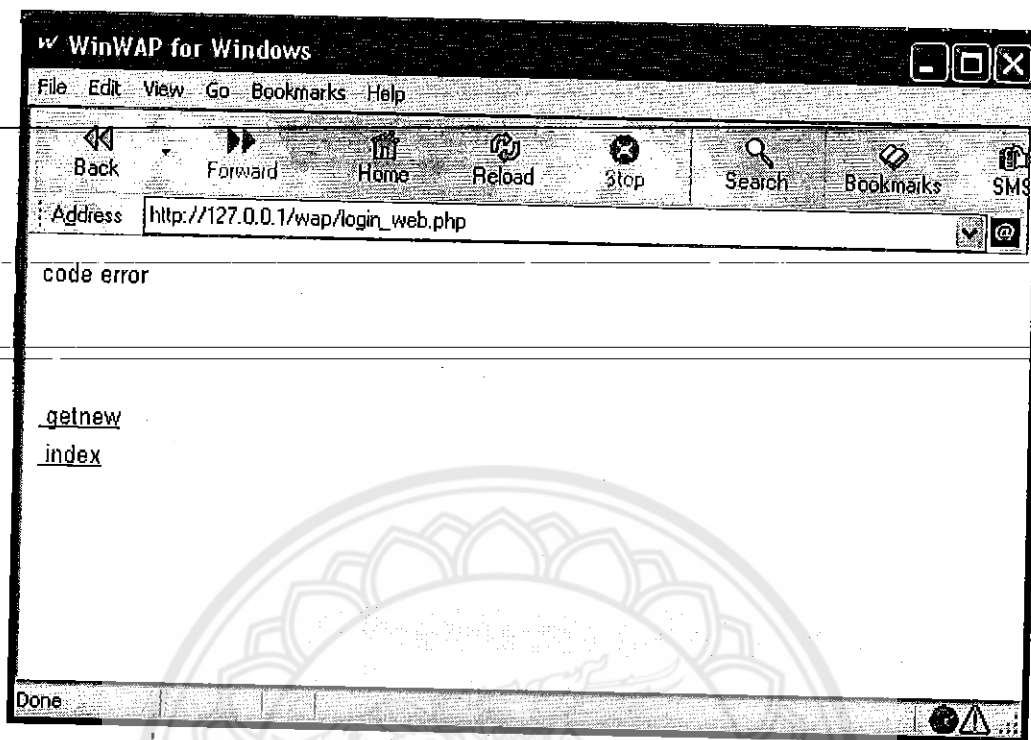 WinWAP for Windows
File Edit View Go Bookmarks Help
Back Forward Home Reload Stop Search Bookmarks SMS
Address http://127.0.0.1/wap/login_web.php
code error
getnew
index
Done